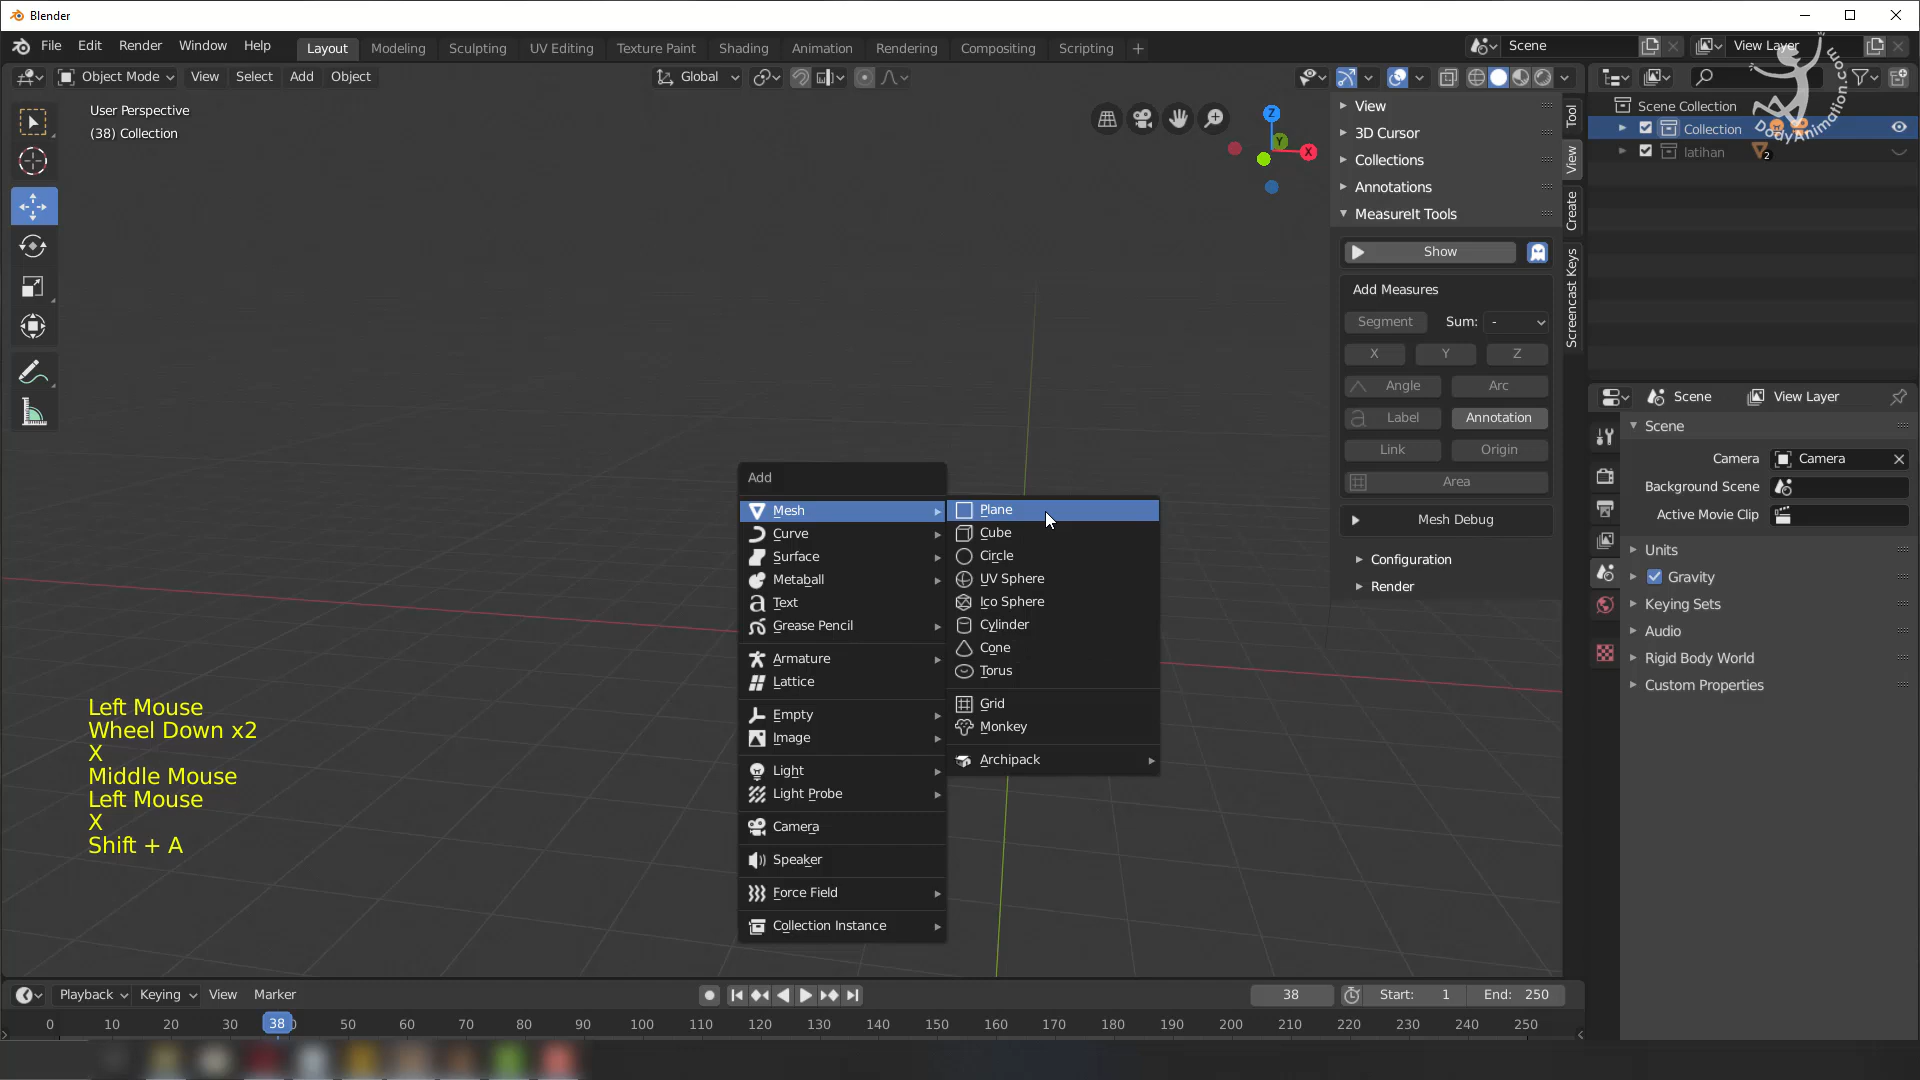 Blender
File Edit Render Window Help
Layout Modeling Sculpting UV Editing Texture Paint Shading Animation Rendering Compositing Scripting +
Scene
View Layer
Object Mode View Select Add Object
Global
User Perspective
(38) Collection
Z
Y
X
View
3D Cursor
Collections
Annotations
MeasureIt Tools
Show
Add Measures
Segment Sum: -
X Y Z
Angle Arc
Label Annotation
Link Origin
Area
Mesh Debug
Configuration
Render
Tool
View
Create
Screencast Keys
DodyAnimation.com
Scene Collection
Collection
latihan 2
Scene View Layer
Scene
Camera Camera
Background Scene
Active Movie Clip
Units
Gravity
Keying Sets
Audio
Rigid Body World
Custom Properties
Add
Mesh
Curve
Surface
Metaball
Text
Grease Pencil
Armature
Lattice
Empty
Image
Light
Light Probe
Camera
Speaker
Force Field
Collection Instance
Plane
Cube
Circle
UV Sphere
Ico Sphere
Cylinder
Cone
Torus
Grid
Monkey
Archipack
Left Mouse
Wheel Down x2
X
Middle Mouse
Left Mouse
X
Shift + A
Playback Keying View Marker
38 Start: 1 End: 250
0 10 20 30 38 50 60 70 80 90 100 110 120 130 140 150 160 170 180 190 200 210 220 230 240 250